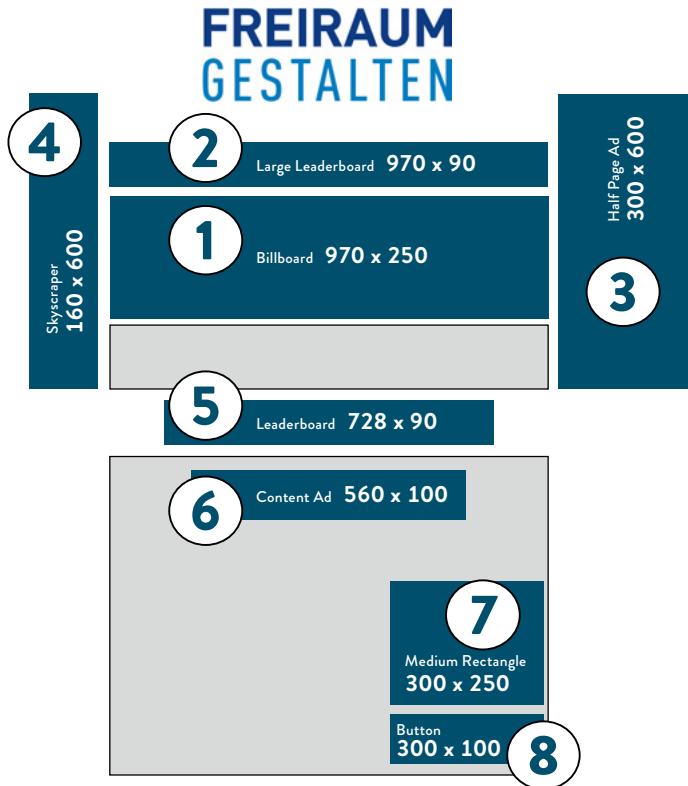 FREIRAUM
GESTALTEN
4
Skyscraper
160 x 600
2
Large Leaderboard 970 x 90
1
Billboard 970 x 250
Half Page Ad
300 x 600
3
5
Leaderboard 728 x 90
6
Content Ad 560 x 100
7
Medium Rectangle
300 x 250
Button
300 x 100
8